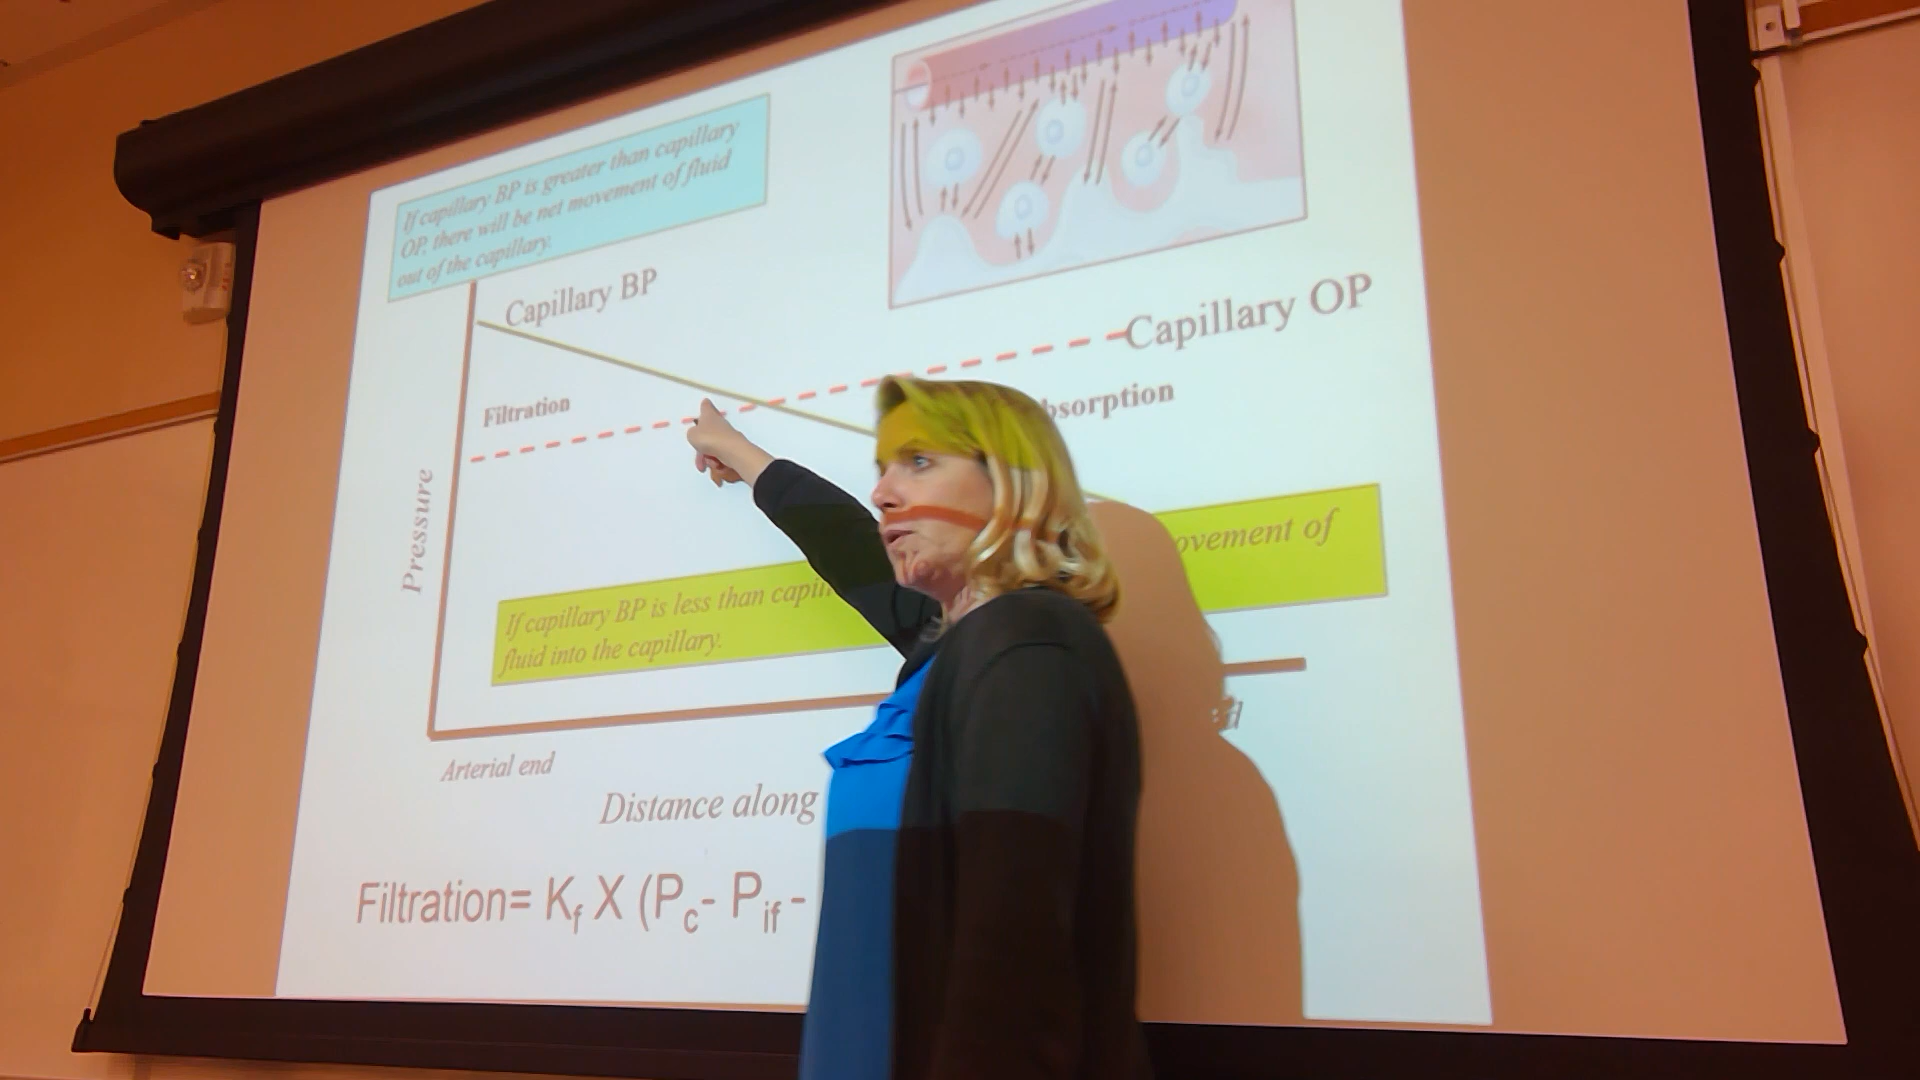 If capillary BP is greater than capillary
OP, there will be net movement of fluid
out of the capillary.
Capillary BP
Capillary OP
Filtration
bsorption
Pressure
If capillary BP is less than ovement of
fluid into the capillary.
Arterial end
Distance along
Filtration= Kf X (Pc- Pif -